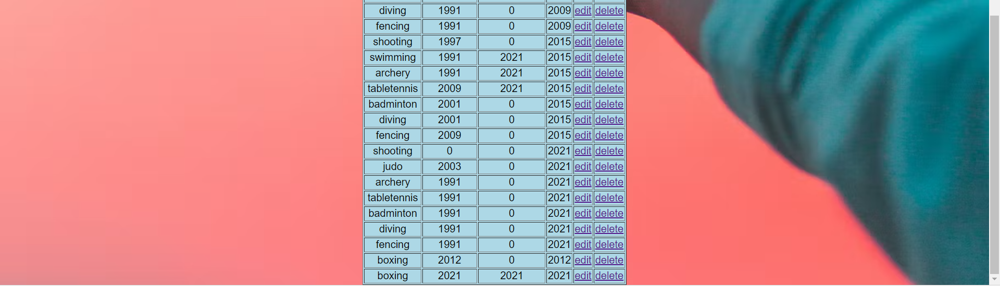 diving 1991 0 2009 edit delete
fencing 1991 0 2009 edit delete
shooting 1997 0 2015 edit delete
swimming 1991 2021 2015 edit delete
archery 1991 2021 2015 edit delete
tabletennis 2009 2021 2015 edit delete
badminton 2001 0 2015 edit delete
diving 2001 0 2015 edit delete
fencing 2009 0 2015 edit delete
shooting 0 0 2021 edit delete
judo 2003 0 2021 edit delete
archery 1991 0 2021 edit delete
tabletennis 1991 0 2021 edit delete
badminton 1991 0 2021 edit delete
diving 1991 0 2021 edit delete
fencing 1991 0 2021 edit delete
boxing 2012 0 2012 edit delete
boxing 2021 2021 2021 edit delete